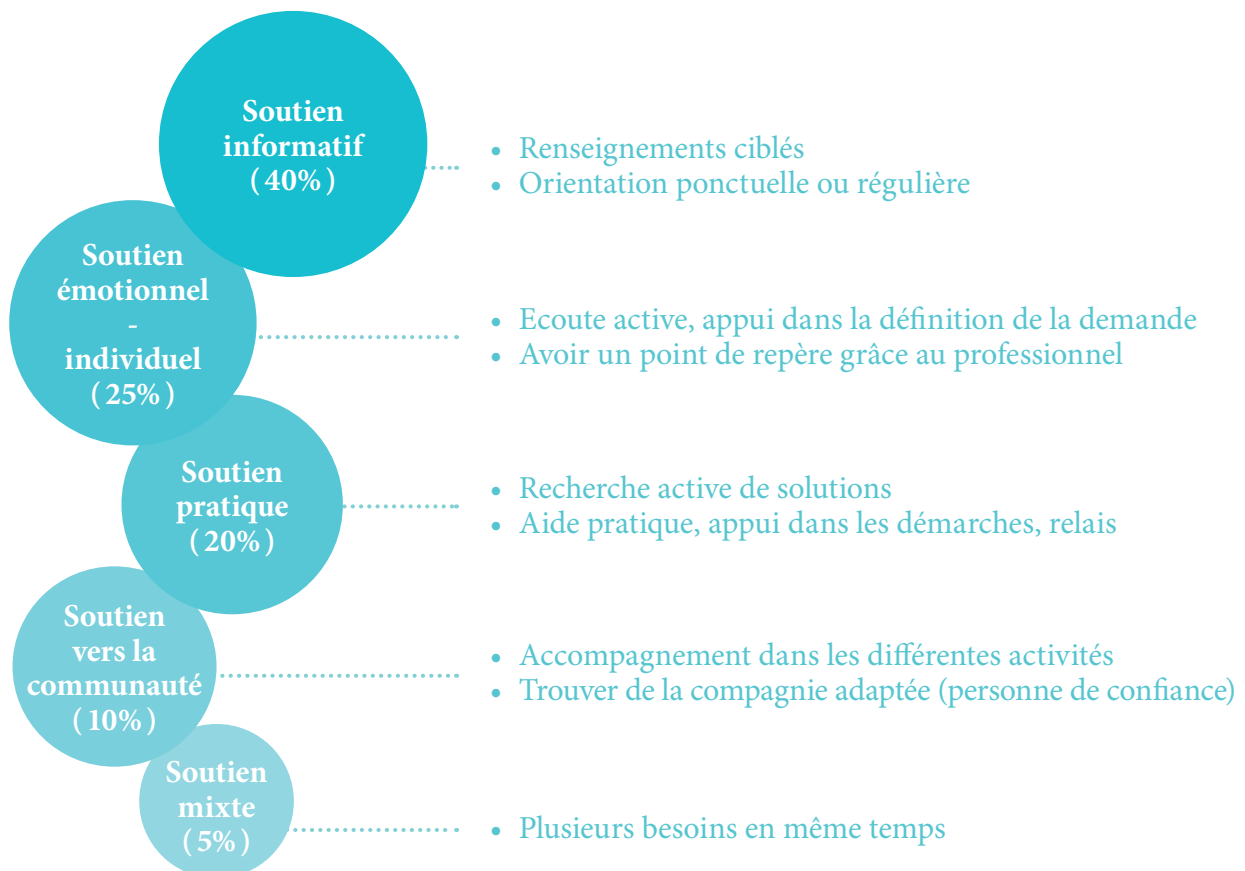 Soutien
informatif
(40%)
• Renseignements ciblés
• Orientation ponctuelle ou régulière
Soutien
émotionnel
-
individuel
(25%)
• Ecoute active, appui dans la définition de la demande
• Avoir un point de repère grâce au professionnel
Soutien
pratique
(20%)
• Recherche active de solutions
• Aide pratique, appui dans les démarches, relais
Soutien
vers la
communauté
(10%)
• Accompagnement dans les différentes activités
• Trouver de la compagnie adaptée (personne de confiance)
Soutien
mixte
(5%)
• Plusieurs besoins en même temps